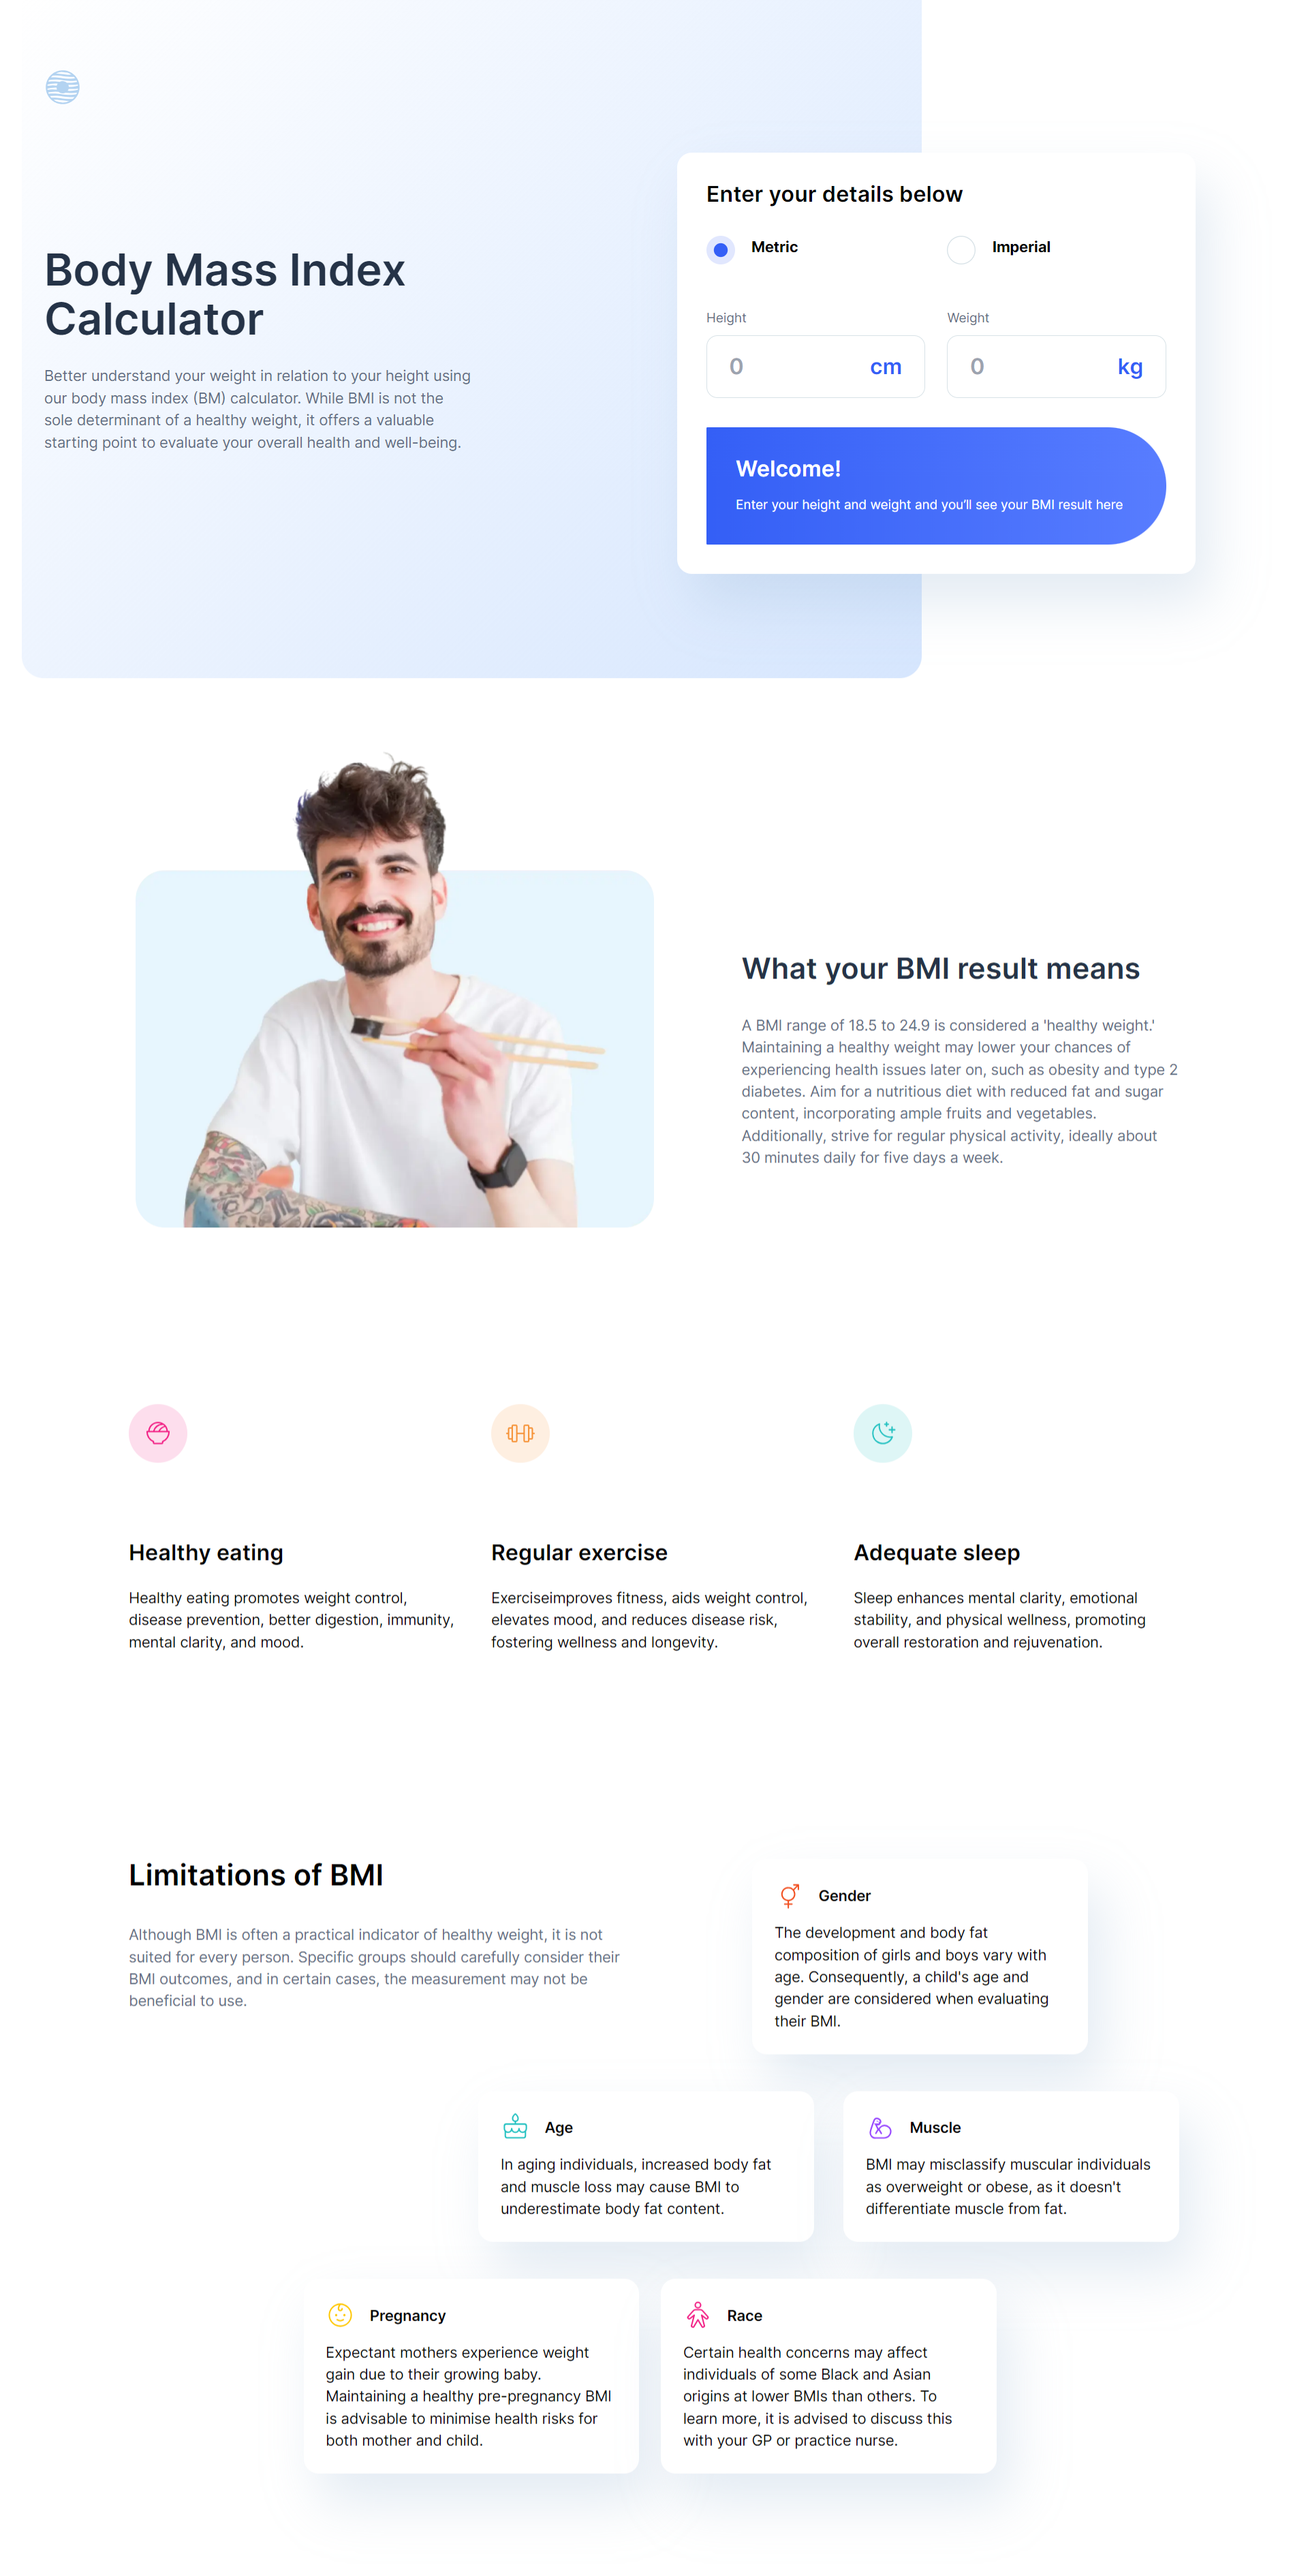 Body Mass Index
Calculator
Better understand your weight in relation to your height using
our body mass index (BM) calculator. While BMI is not the
sole determinant of a healthy weight, it offers a valuable
starting point to evaluate your overall health and well-being.
Enter your details below
Metric
Imperial
Height
Weight
0 cm
0 kg
Welcome!
Enter your height and weight and you'll see your BMI result here
What your BMI result means
A BMI range of 18.5 to 24.9 is considered a 'healthy weight.'
Maintaining a healthy weight may lower your chances of
experiencing health issues later on, such as obesity and type 2
diabetes. Aim for a nutritious diet with reduced fat and sugar
content, incorporating ample fruits and vegetables.
Additionally, strive for regular physical activity, ideally about
30 minutes daily for five days a week.
Healthy eating
Healthy eating promotes weight control,
disease prevention, better digestion, immunity,
mental clarity, and mood.
Regular exercise
Exerciseimproves fitness, aids weight control,
elevates mood, and reduces disease risk,
fostering wellness and longevity.
Adequate sleep
Sleep enhances mental clarity, emotional
stability, and physical wellness, promoting
overall restoration and rejuvenation.
Limitations of BMI
Although BMI is often a practical indicator of healthy weight, it is not
suited for every person. Specific groups should carefully consider their
BMI outcomes, and in certain cases, the measurement may not be
beneficial to use.
Gender
The development and body fat
composition of girls and boys vary with
age. Consequently, a child's age and
gender are considered when evaluating
their BMI.
Age
In aging individuals, increased body fat
and muscle loss may cause BMI to
underestimate body fat content.
Muscle
BMI may misclassify muscular individuals
as overweight or obese, as it doesn't
differentiate muscle from fat.
Pregnancy
Expectant mothers experience weight
gain due to their growing baby.
Maintaining a healthy pre-pregnancy BMI
is advisable to minimise health risks for
both mother and child.
Race
Certain health concerns may affect
individuals of some Black and Asian
origins at lower BMIs than others. To
learn more, it is advised to discuss this
with your GP or practice nurse.